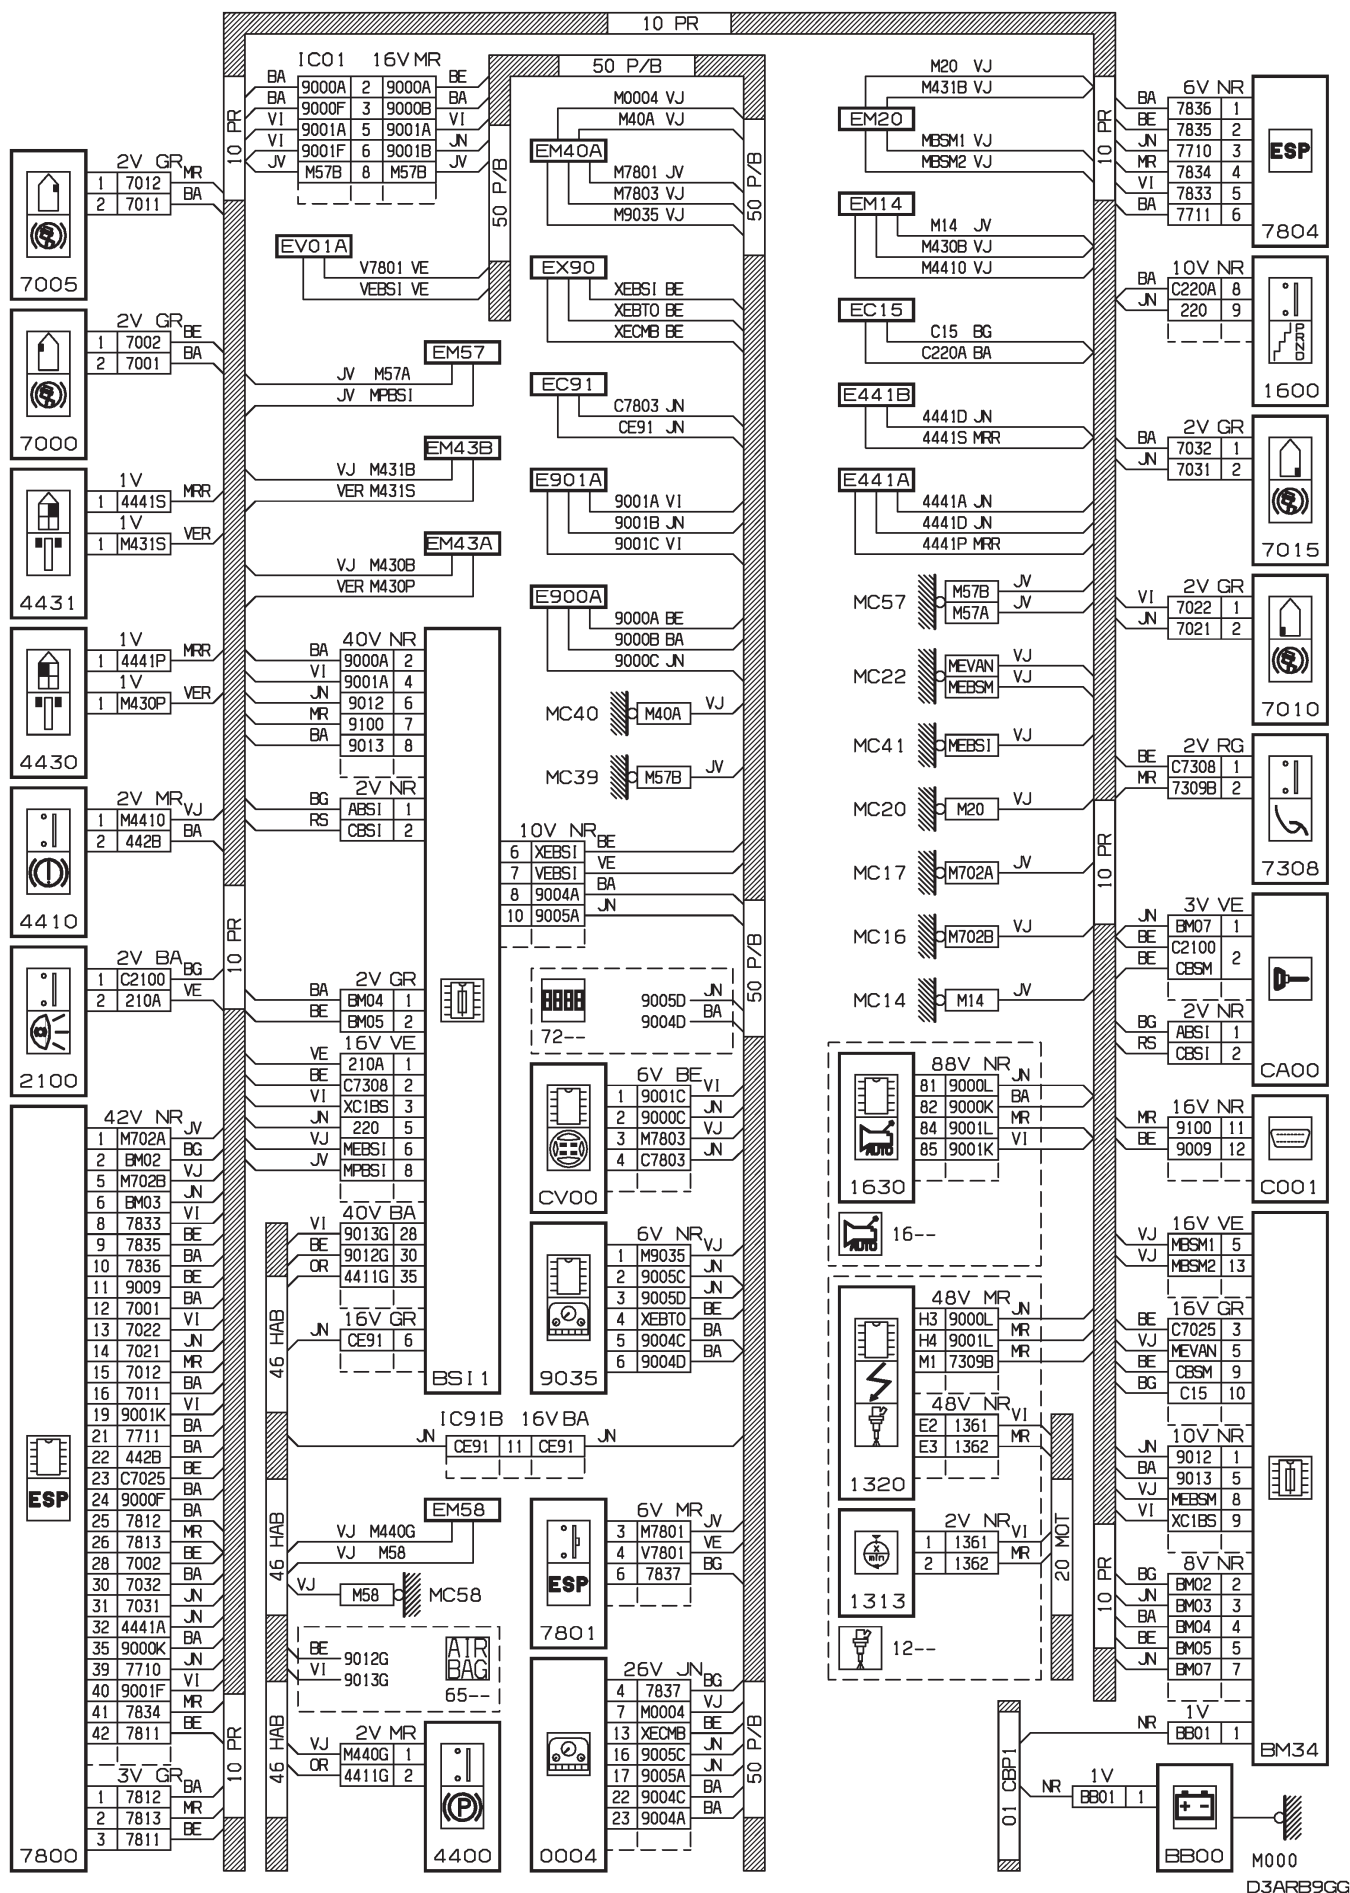 10 PR
IC01 16V MR
BA 9000A 2 9000A BE
BA 9000F 3 9000B BA
VI 9001A 5 9001A VI
VI 9001F 6 9001B JN
JV M57B 8 M57B JV
10 PR
50 P/B
50 P/B
50 P/B
EV01A
V7801 VE
VEBSI VE
EM57
JV M57A
JV MPBSI
EM43B
VJ M431B
VER M431S
EM43A
VJ M430B
VER M430P
2V GR
1 7012 MR
2 7011 BA
7005
2V GR
1 7002 BE
2 7001 BA
7000
1V
1 4441S MRR
1V
1 M431S VER
4431
1V
1 4441P MRR
1V
1 M430P VER
4430
2V MR
1 M4410 VJ
2 442B BA
4410
2V BA
1 C2100 BG
2 210A VE
2100
10 PR
42V NR
1 M702A JV
2 BM02 BG
5 M702B VJ
6 BM03 JN
8 7833 VI
9 7835 BE
10 7836 BA
11 9009 BE
12 7001 BA
13 7022 VI
14 7021 JN
15 7012 MR
16 7011 BA
19 9001K VI
21 7711 BA
22 442B BA
23 C7025 BE
24 9000F BA
25 7812 BA
26 7813 MR
28 7002 BE
30 7032 BA
31 7031 JN
32 4441A JN
35 9000K BA
39 7710 JN
40 9001F VI
41 7834 MR
42 7811 BE
ESP
3V GR
1 7812 BA
2 7813 MR
3 7811 BE
7800
10 PR
40V NR
BA 9000A 2
VI 9001A 4
JN 9012 6
MR 9100 7
BA 9013 8
2V NR
BG ABSI 1
RS CBSI 2
2V GR
BA BM04 1
BE BM05 2
16V VE
VE 210A 1
BE C7308 2
VI XC1BS 3
JN 220 5
VJ MEBSI 6
JV MPBSI 8
40V BA
VI 9013G 28
BE 9012G 30
OR 4411G 35
16V GR
JN CE91 6
BSI1
10V NR
6 XEBSI BE
7 VEBSI VE
8 9004A BA
10 9005A JN
46 HAB
IC91B 16V BA
JN CE91 11 CE91 JN
46 HAB
EM58
VJ M440G
VJ M58
VJ M58 MC58
AIR
BAG
BE 9012G
VI 9013G
65--
46 HAB
2V MR
VJ M440G 1
OR 4411G 2
4400
M0004 VJ
M40A VJ
EM40A
M7801 JV
M7803 VJ
M9035 VJ
EX90
XEBSI BE
XEBTO BE
XECMB BE
EC91
C7803 JN
CE91 JN
E901A
9001A VI
9001B JN
9001C VI
E900A
9000A BE
9000B BA
9000C JN
MC40 M40A VJ
MC39 M57B JV
50 P/B
72--
9005D JN
9004D BA
6V BE
1 9001C VI
2 9000C JN
3 M7803 VJ
4 C7803 JN
CV00
6V NR
1 M9035 VJ
2 9005C JN
3 9005D JN
4 XEBTO BE
5 9004C BA
6 9004D BA
9035
6V MR
3 M7801 JV
4 V7801 VE
6 7837 BG
ESP
7801
26V JN
4 7837 BG
7 M0004 VJ
13 XECMB BE
16 9005C JN
17 9005A JN
22 9004C BA
23 9004A BA
0004
50 P/B
M20 VJ
M431B VJ
EM20
MBSM1 VJ
MBSM2 VJ
EM14
M14 JV
M430B VJ
M4410 VJ
EC15
C15 BG
C220A BA
E441B
4441D JN
4441S MRR
E441A
4441A JN
4441D JN
4441P MRR
MC57 M57B JV
M57A JV
MC22 MEVAN VJ
MEBSM VJ
MC41 MEBSI VJ
MC20 M20 VJ
MC17 M702A JV
MC16 M702B VJ
MC14 M14 JV
88V NR
81 9000L JN
82 9000K BA
84 9001L MR
85 9001K VI
AUTO
1630
AUTO
16--
48V MR
H3 9000L JN
H4 9001L MR
M1 7309B MR
48V NR
E2 1361 VI
E3 1362 MR
1320
2V NR
1 1361 VI
2 1362 MR
x
min
1313
12--
20 MOT
10 PR
10 PR
10 PR
6V NR
BA 7836 1
BE 7835 2
JN 7710 3
MR 7834 4
VI 7833 5
BA 7711 6
ESP
7804
10V NR
BA C220A 8
JN 220 9
PRND
1600
2V GR
BA 7032 1
JN 7031 2
7015
2V GR
VI 7022 1
JN 7021 2
7010
2V RG
BE C7308 1
MR 7309B 2
7308
3V VE
JN BM07 1
BE C2100
BE CBSM 2
2V NR
BG ABSI 1
RS CBSI 2
CA00
16V NR
MR 9100 11
BE 9009 12
C001
16V VE
VJ MBSM1 5
VJ MBSM2 13
16V GR
BE C7025 3
VJ MEVAN 5
BE CBSM 9
BG C15 10
10V NR
JN 9012 1
BA 9013 5
VJ MEBSM 8
VI XC1BS 9
8V NR
BG BM02 2
JN BM03 3
BA BM04 4
BE BM05 5
JN BM07 7
1V
NR BB01 1
BM34
01 CBP1
1V
NR BB01 1
BB00
M000
D3ARB9GG